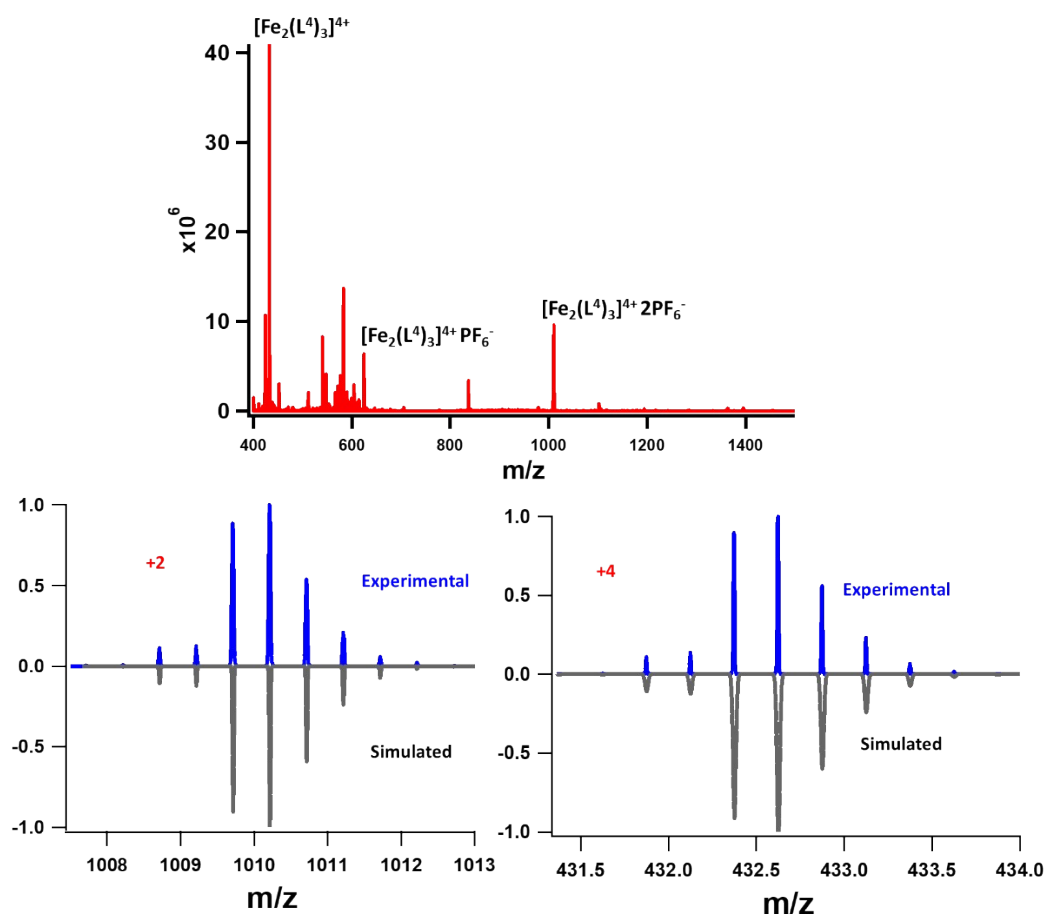 [Fe₂(L⁴)₃]⁴⁺
40
30
20
10
0
x10⁶
[Fe₂(L⁴)₃]⁴⁺ PF₆⁻
[Fe₂(L⁴)₃]⁴⁺ 2PF₆⁻
400 600 800 1000 1200 1400
m/z
1.0
0.5
0.0
-0.5
-1.0
+2
Experimental
Simulated
1008 1009 1010 1011 1012 1013
m/z
1.0
0.5
0.0
-0.5
-1.0
+4
Experimental
Simulated
431.5 432.0 432.5 433.0 433.5 434.0
m/z